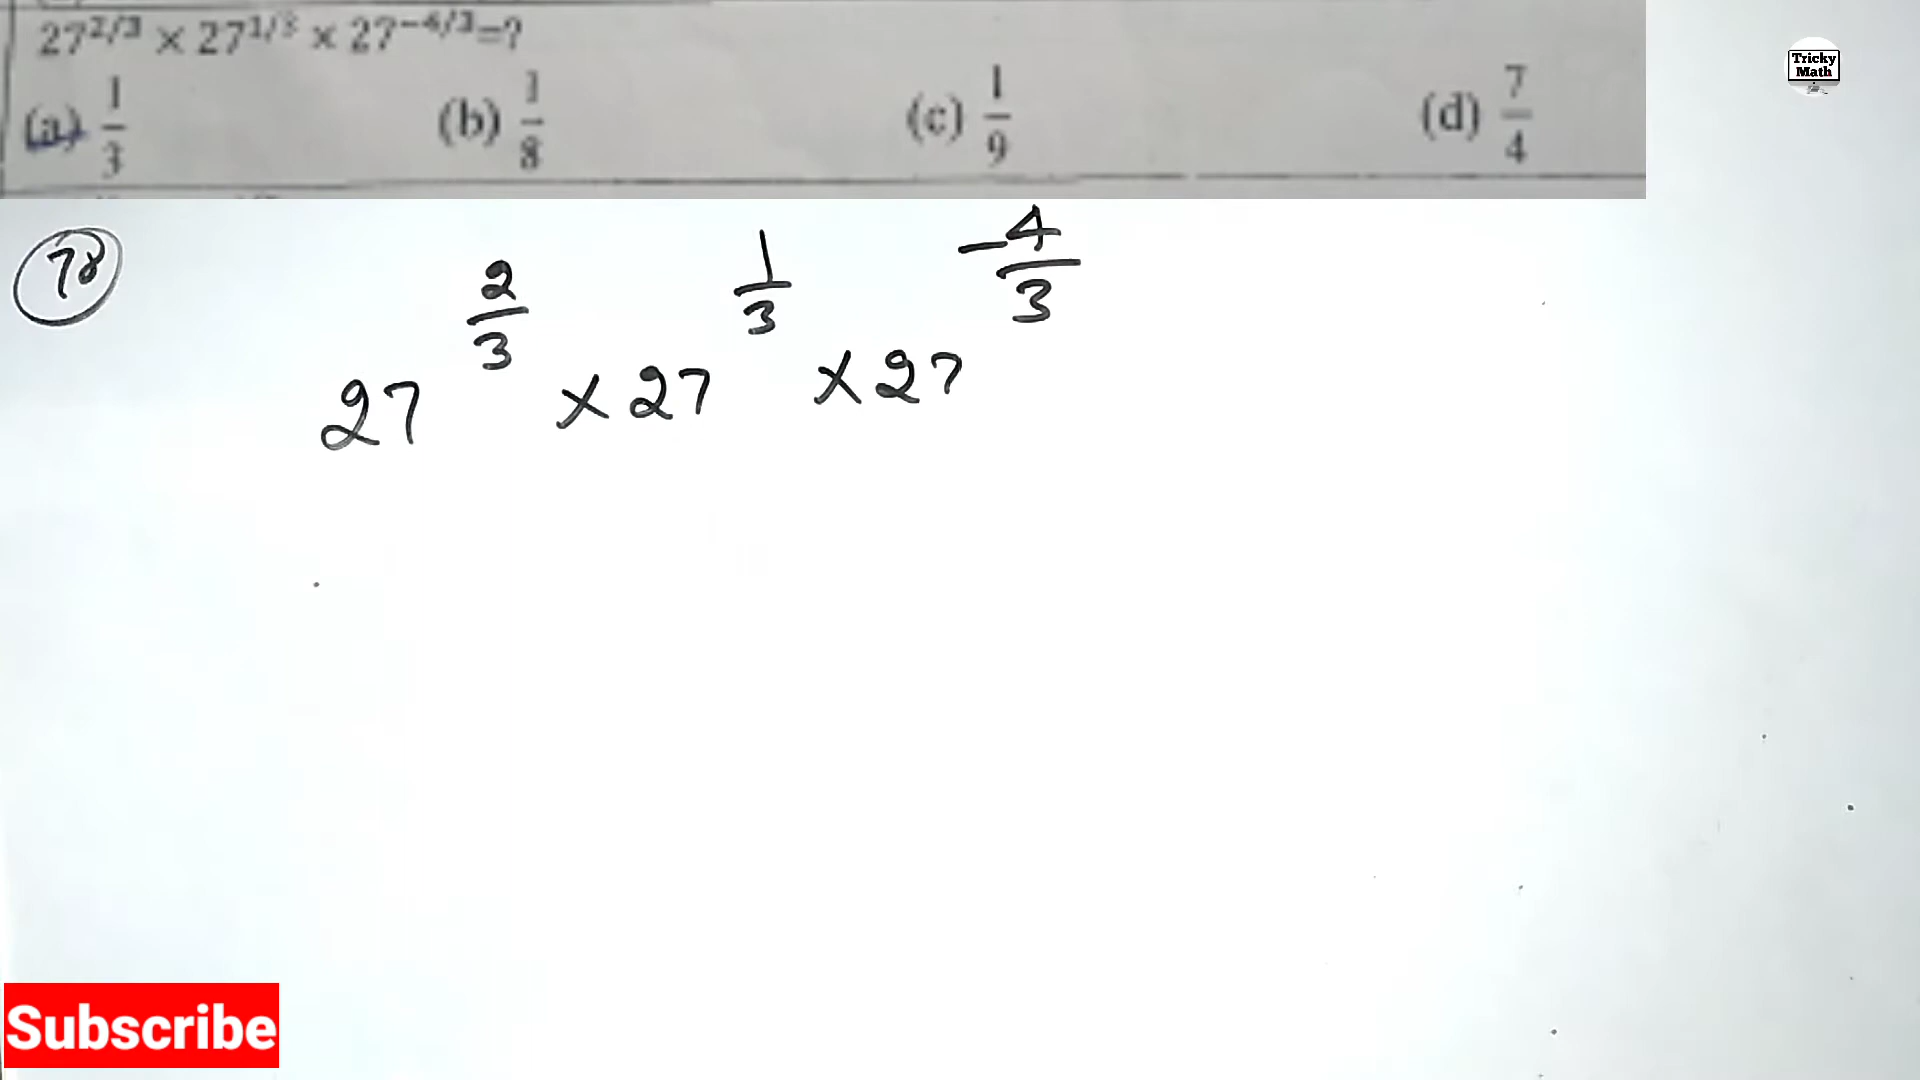 27^2/3 × 27^1/3 × 27^-4/3=?
(a) 1/3 (b) 1/8 (c) 1/9 (d) 7/4
Tricky
Math
78
27^2/3 × 27^1/3 × 27^-4/3
Subscribe